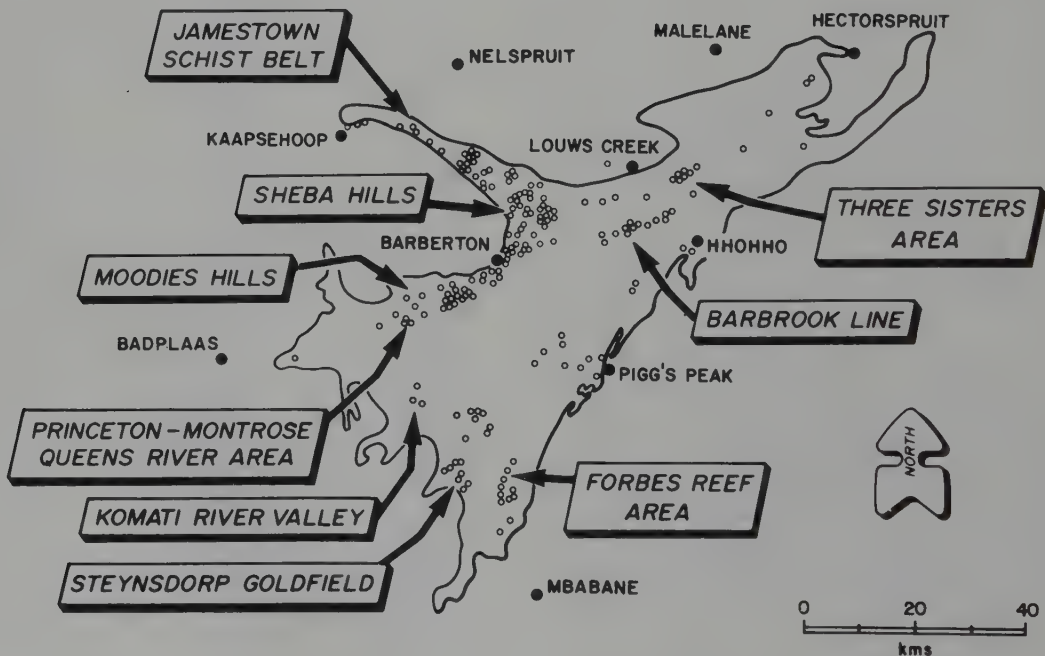 JAMESTOWN
SCHIST BELT
NELSPRUIT
MALELANE
HECTORSPRUIT
KAAPSEHOOP
LOUWS CREEK
SHEBA HILLS
THREE SISTERS
AREA
BARBERTON
HHOHHO
MOODIES HILLS
BARBROOK LINE
BADPLAAS
PIGG'S PEAK
PRINCETON-MONTROSE
QUEENS RIVER AREA
NORTH
FORBES REEF
AREA
KOMATI RIVER VALLEY
STEYNSDORP GOLDFIELD
MBABANE
0 20 40
kms